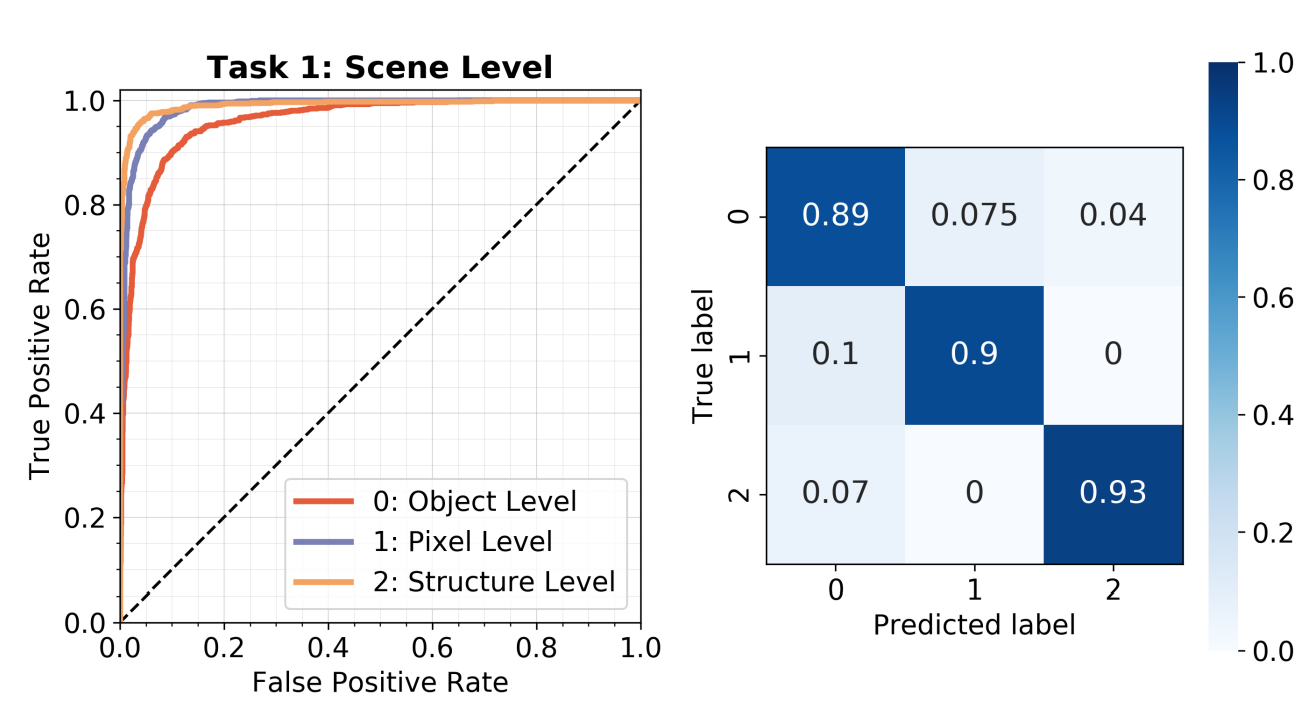 Task 1: Scene Level
True Positive Rate
1.0
0.8
0.6
0.4
0.2
0.0
0.0 0.2 0.4 0.6 0.8 1.0
False Positive Rate
0: Object Level
1: Pixel Level
2: Structure Level
True label
0
1
2
0.89 0.075 0.04
0.1 0.9 0
0.07 0 0.93
0 1 2
Predicted label
1.0
0.8
0.6
0.4
0.2
0.0